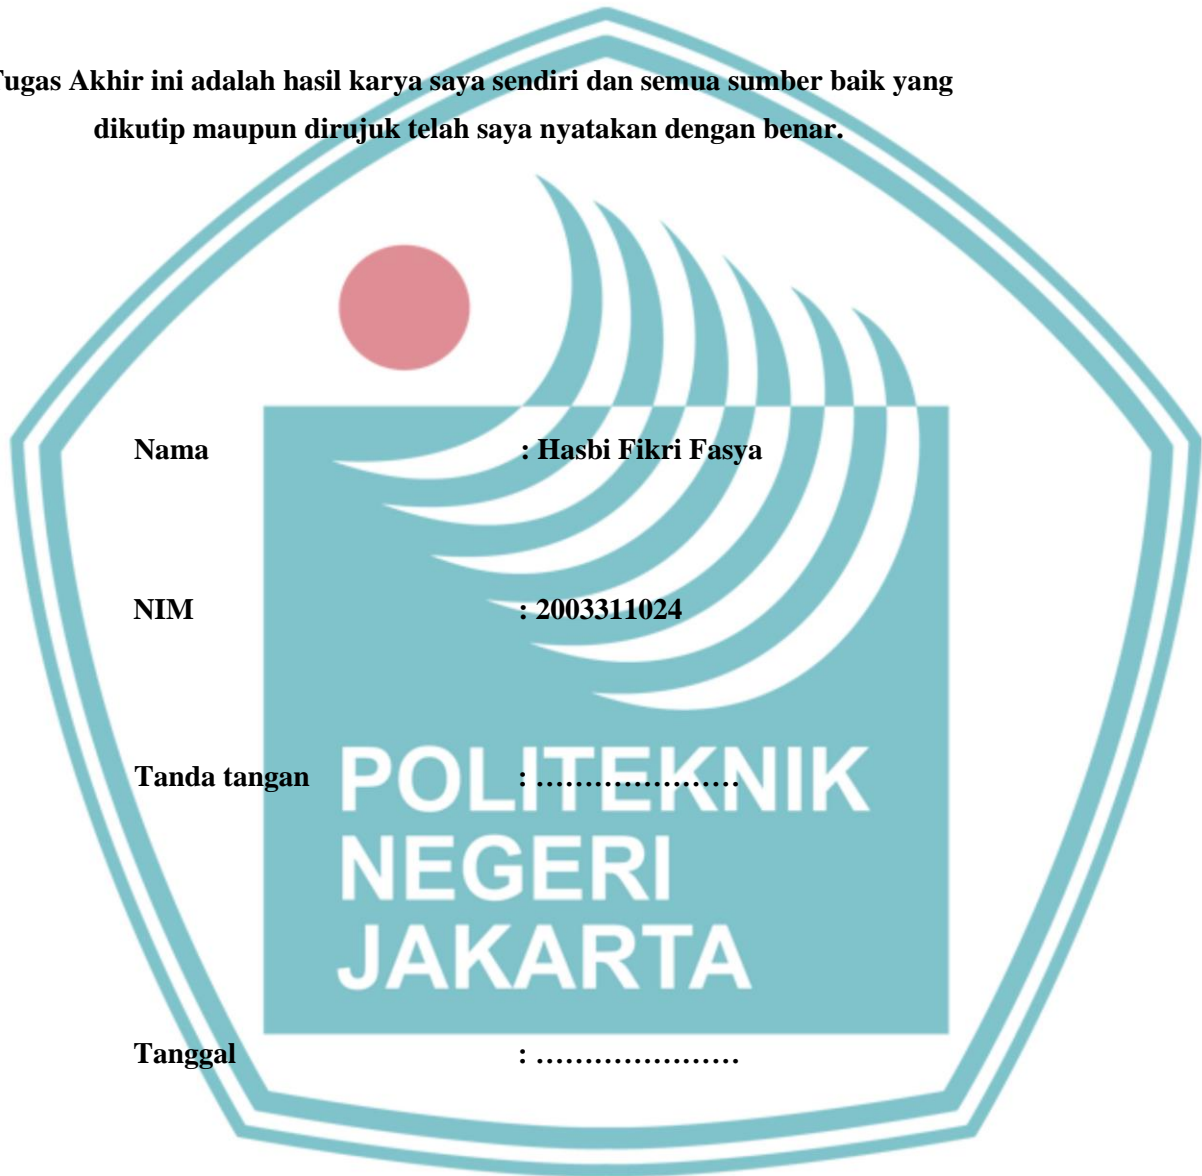 Tugas Akhir ini adalah hasil karya saya sendiri dan semua sumber baik yang
dikutip maupun dirujuk telah saya nyatakan dengan benar.
Nama : Hasbi Fikri Fasya
NIM : 2003311024
Tanda tangan : …………………
Tanggal : …………………
POLITEKNIK
NEGERI
JAKARTA